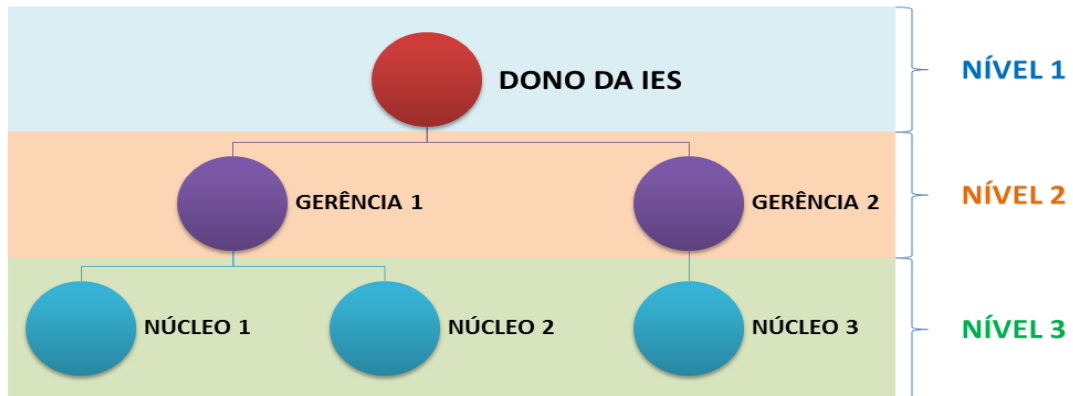 DONO DA IES
NÍVEL 1
GERÊNCIA 1
GERÊNCIA 2
NÍVEL 2
NÚCLEO 1
NÚCLEO 2
NÚCLEO 3
NÍVEL 3